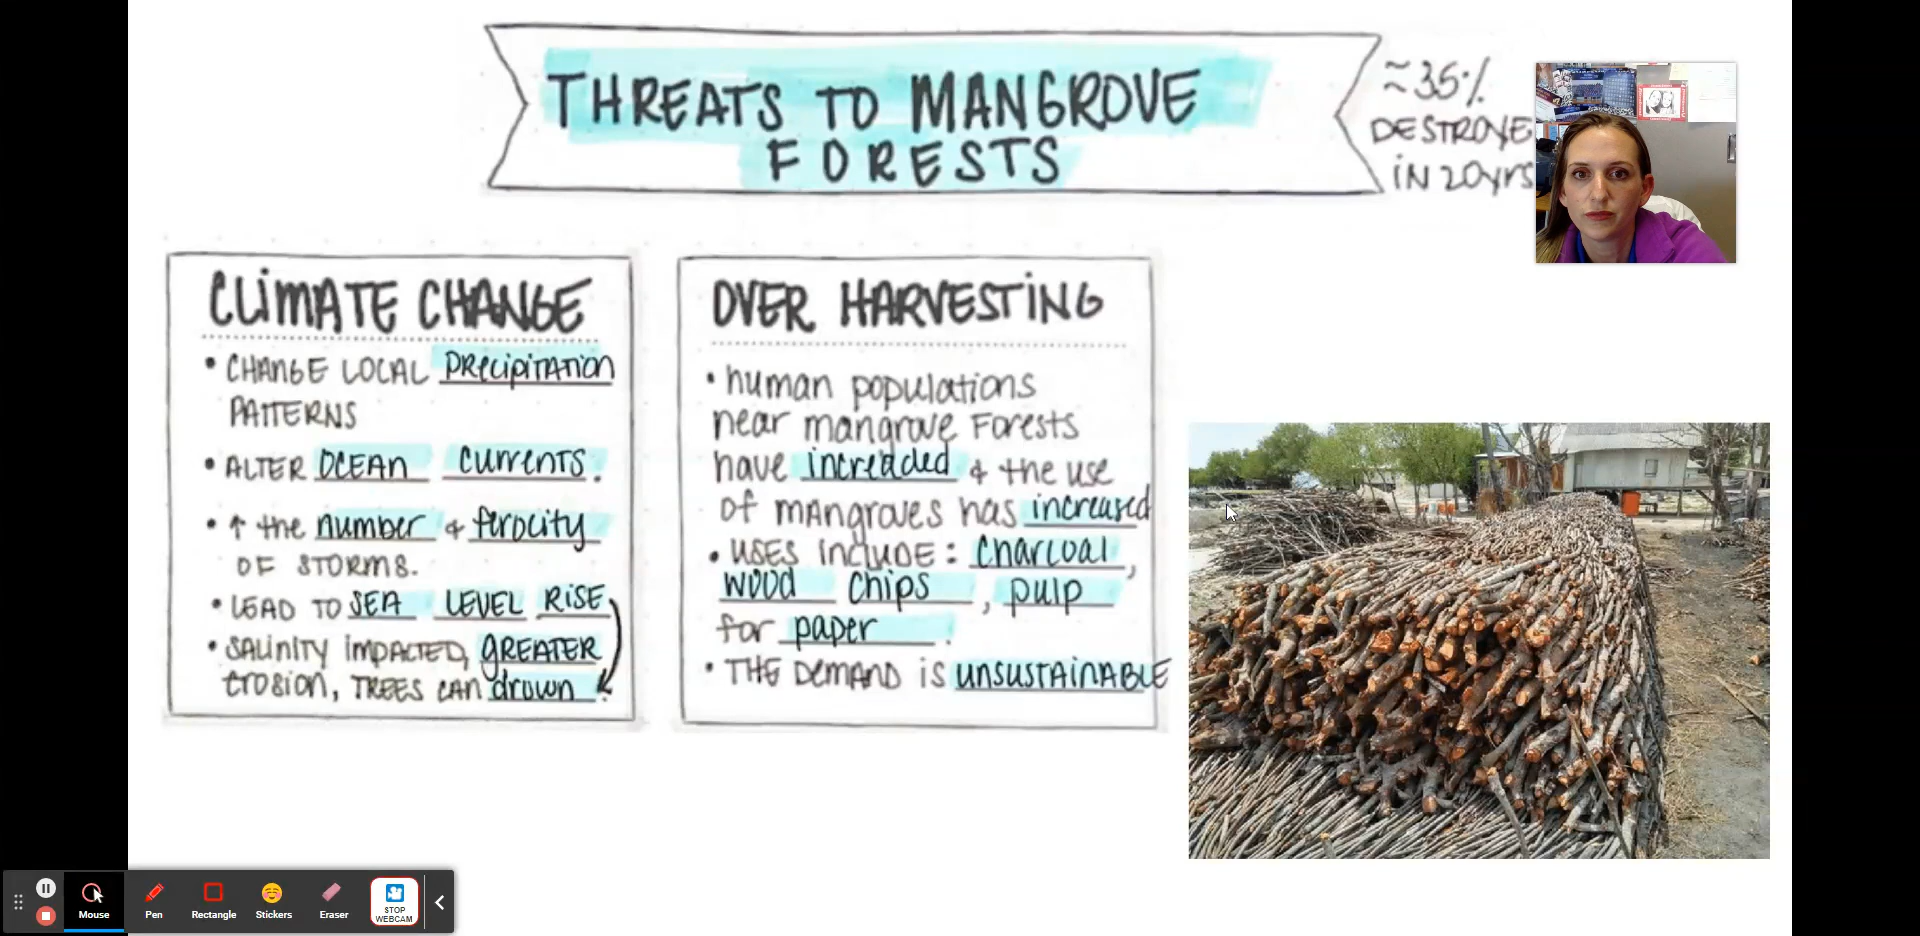 THREATS TO MANGROVE
FORESTS
≈35%
DESTROYE
iN 20yrs
CLIMATE CHANGE
• CHANGE LOCAL PRECIPITATION
PATTERNS
• ALTER OCEAN CURRENTS.
• ↑ the number & ferocity
OF STORMS.
• LEAD TO SEA LEVEL RISE
• SALINITY IMPACTED, GREATER
erosion, TREES CAN drown.
OVER HARVESTING
• human populations
near mangrove Forests
have increaded & the use
of mangroves has increased
• USES INCLUDE: charcoal,
wood chips, pulp
for paper.
• THE DEMAND is UNSUSTAINABLE
Mouse
Pen
Rectangle
Stickers
Eraser
STOP
WEBCAM